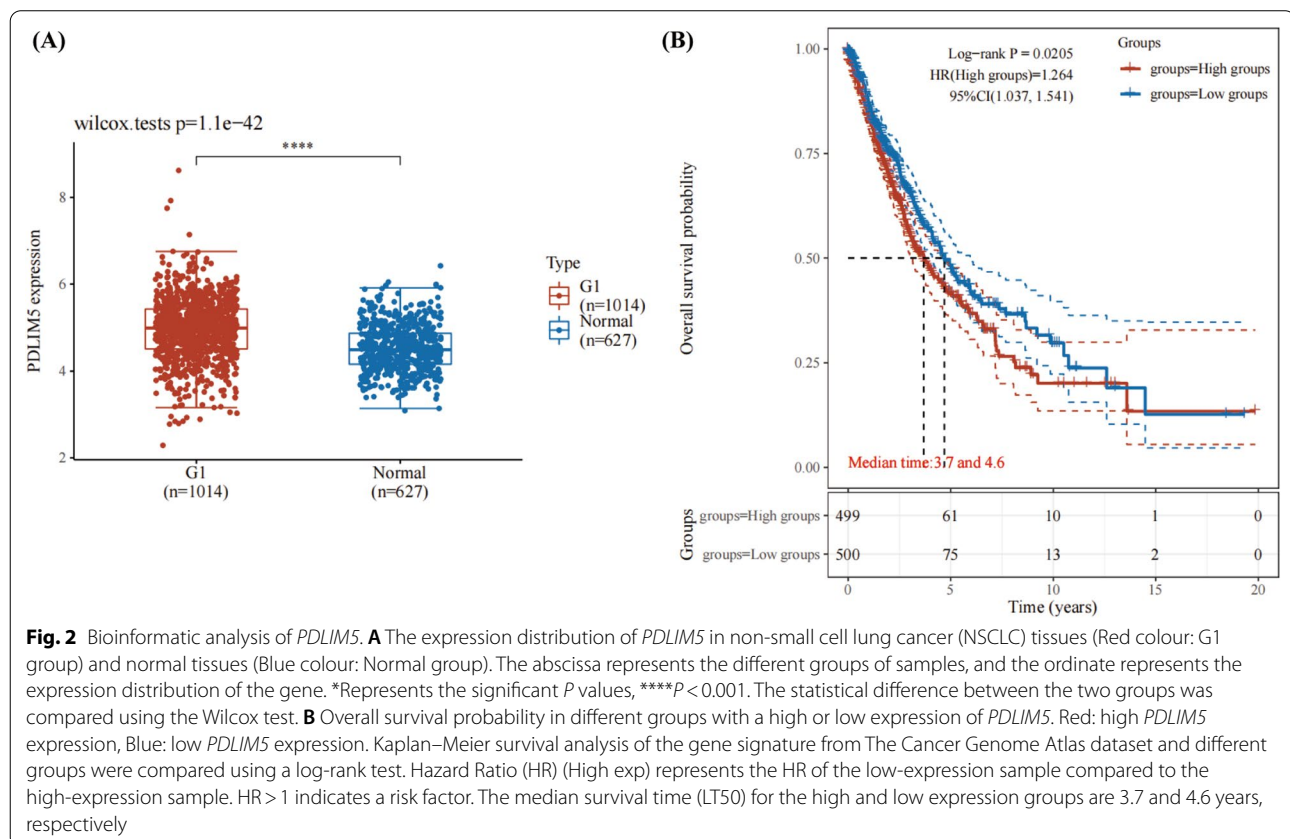 (A)
wilcox.tests p=1.1e−42
****
PDLIM5 expression
8
6
4
2
G1
(n=1014)
Normal
(n=627)
Type
G1
(n=1014)
Normal
(n=627)
(B)
Log-rank P = 0.0205
HR(High groups)=1.264
95%CI(1.037, 1.541)
Groups
groups=High groups
groups=Low groups
Overall survival probability
1.00
0.75
0.50
0.25
0.00
Median time:3.7 and 4.6
Groups
groups=High groups 499 61 10 1 0
groups=Low groups 500 75 13 2 0
0 5 10 15 20
Time (years)
Fig. 2 Bioinformatic analysis of PDLIM5. A The expression distribution of PDLIM5 in non-small cell lung cancer (NSCLC) tissues (Red colour: G1
group) and normal tissues (Blue colour: Normal group). The abscissa represents the different groups of samples, and the ordinate represents the
expression distribution of the gene. *Represents the significant P values, ****P < 0.001. The statistical difference between the two groups was
compared using the Wilcox test. B Overall survival probability in different groups with a high or low expression of PDLIM5. Red: high PDLIM5
expression, Blue: low PDLIM5 expression. Kaplan–Meier survival analysis of the gene signature from The Cancer Genome Atlas dataset and different
groups were compared using a log-rank test. Hazard Ratio (HR) (High exp) represents the HR of the low-expression sample compared to the
high-expression sample. HR > 1 indicates a risk factor. The median survival time (LT50) for the high and low expression groups are 3.7 and 4.6 years,
respectively